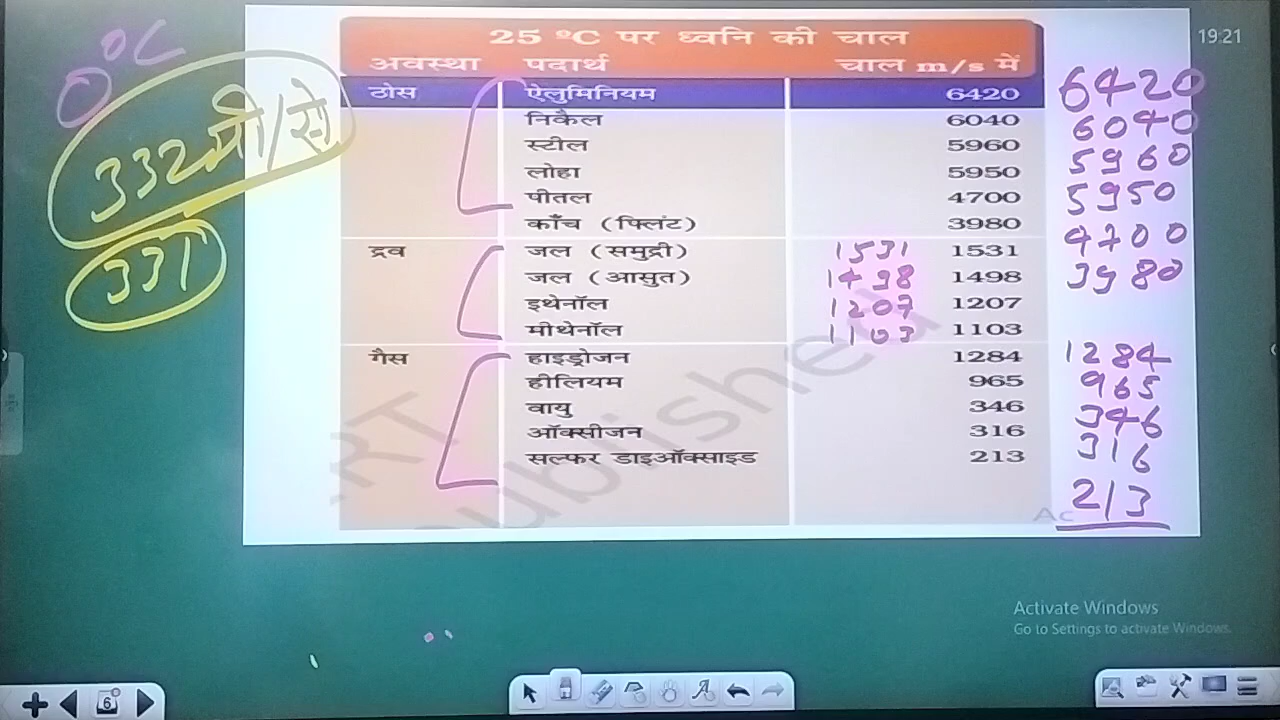 0°C
332मी/से
331
19:21
25 °C पर ध्वनि की चाल
अवस्था पदार्थ चाल m/s में
ठोस ऐलुमिनियम 6420 6420
निकैल 6040 6040
स्टील 5960 5960
लोहा 5950 5950
पीतल 4700 4700
काँच (फ्लिंट) 3980 3980
द्रव जल (समुद्री) 1531 1531
जल (आसुत) 1498 1498
इथेनॉल 1207 1207
मीथेनॉल 1103 1103
गैस हाइड्रोजन 1284 1284
हीलियम 965 965
वायु 346 346
ऑक्सीजन 316 316
सल्फर डाइऑक्साइड 213 213
Activate Windows
Go to Settings to activate Windows.
6